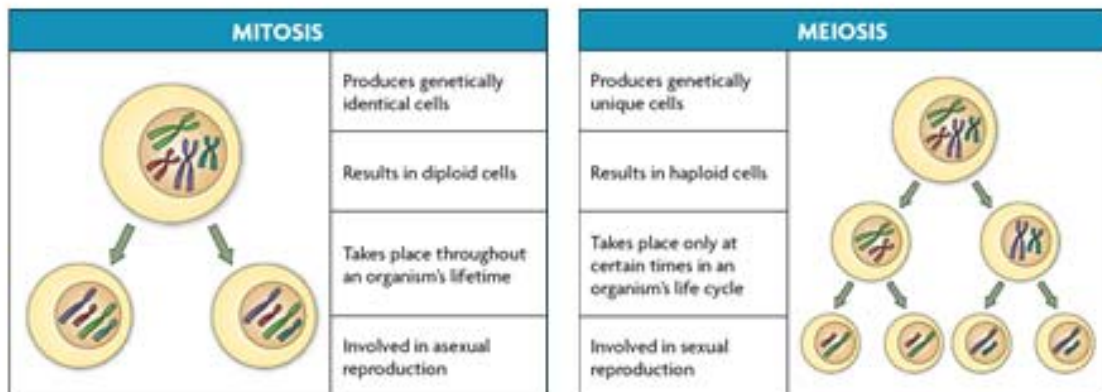 MITOSIS
Produces genetically
identical cells
Results in diploid cells
Takes place throughout
an organism's lifetime
Involved in asexual
reproduction
MEIOSIS
Produces genetically
unique cells
Results in haploid cells
Takes place only at
certain times in an
organism's life cycle
Involved in sexual
reproduction